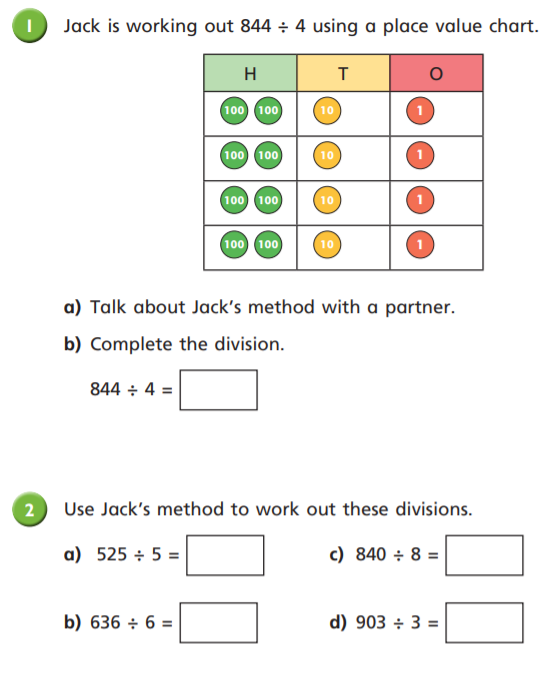 1 Jack is working out 844 ÷ 4 using a place value chart.
H T O
100 100 10 1
100 100 10 1
100 100 10 1
100 100 10 1
a) Talk about Jack's method with a partner.
b) Complete the division.
844 ÷ 4 =
2 Use Jack's method to work out these divisions.
a) 525 ÷ 5 = c) 840 ÷ 8 =
b) 636 ÷ 6 = d) 903 ÷ 3 =